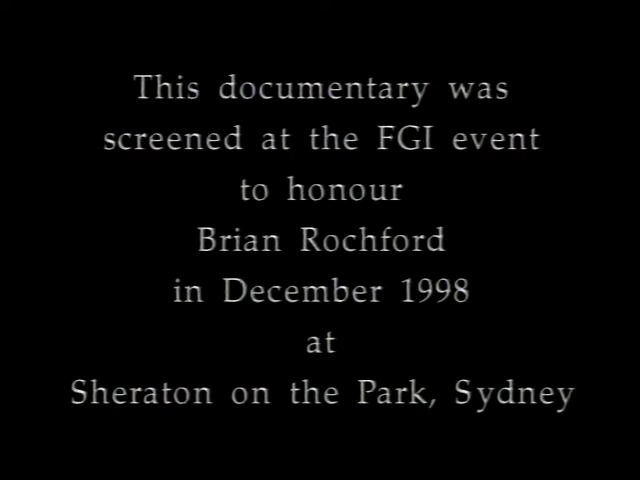 This documentary was
screened at the FGI event
to honour
Brian Rochford
in December 1998
at
Sheraton on the Park, Sydney